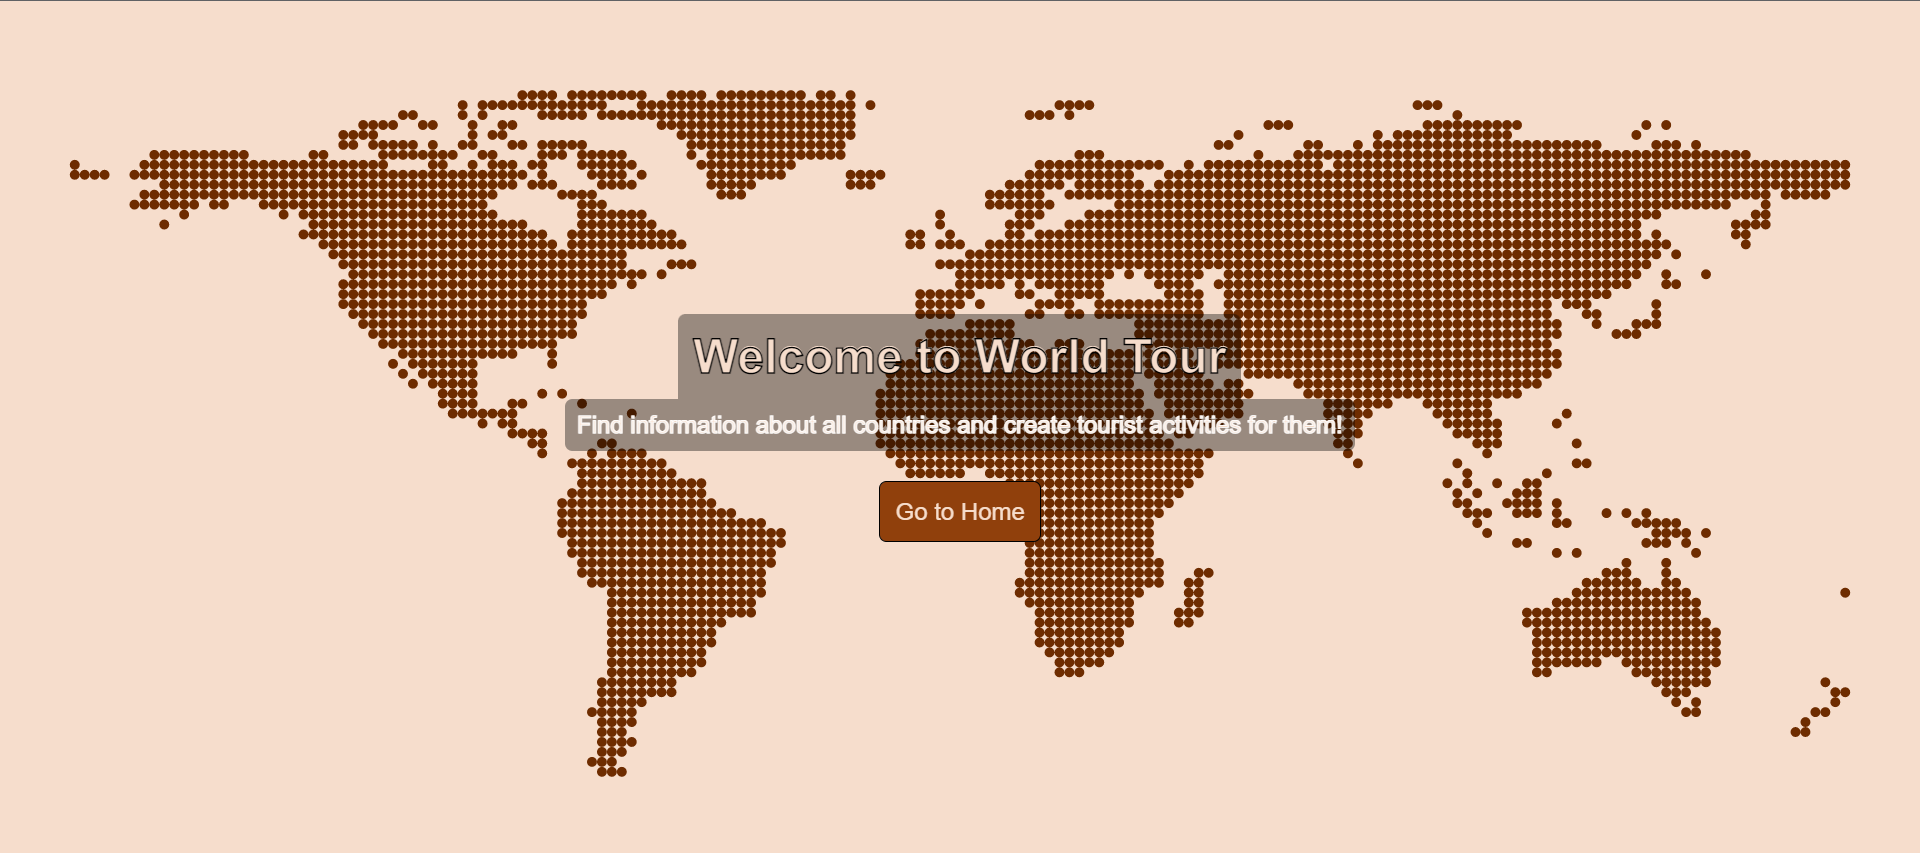 Welcome to World Tour
Find information about all countries and create tourist activities for them!
Go to Home